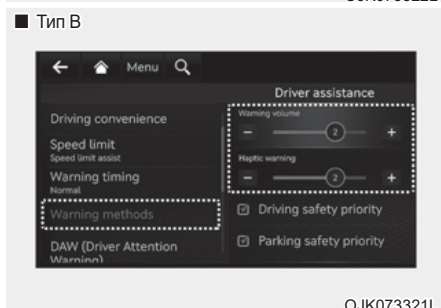 ■ Тип B
Menu
Driver assistance
Driving convenience
Warning volume
− 2 +
Speed limit
Speed limit assist
Haptic warning
− 2 +
Warning timing
Normal
Driving safety priority
Warning methods
Parking safety priority
DAW (Driver Attention
Warning)
OJK073321L